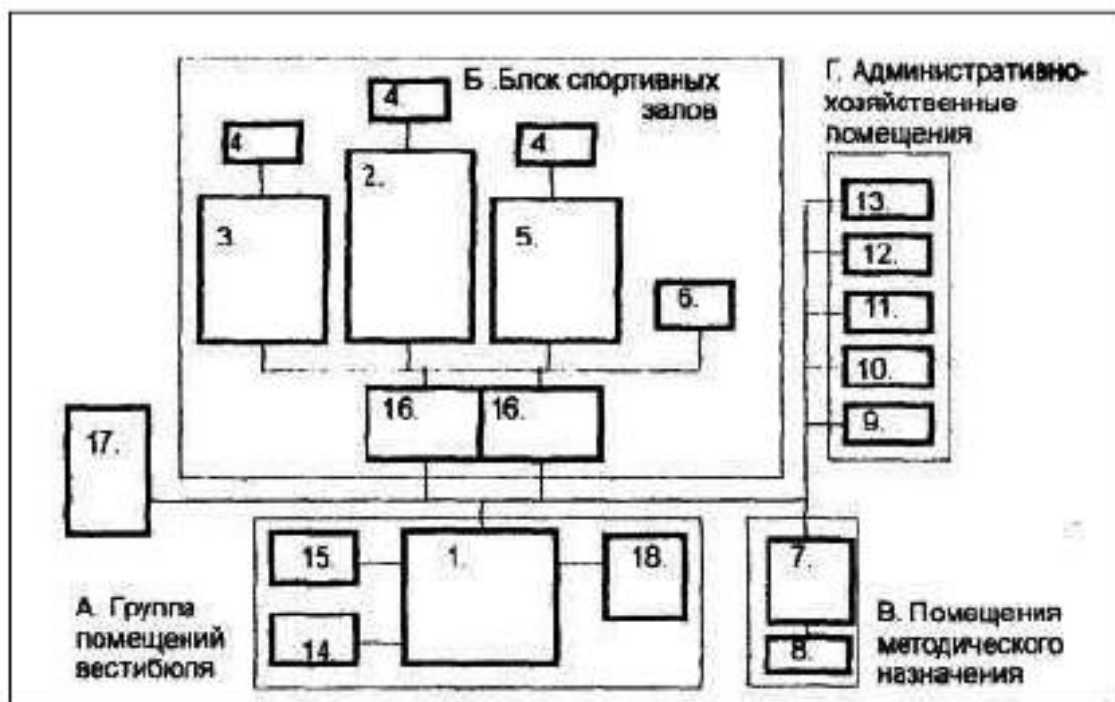 Б .Блок спортивных
залов
Г. Административно-
хозяйственные
помещения
4.
4.
4.
2.
3.
5.
6.
13.
12.
11.
10.
9.
16.
16.
17.
15.
1.
18.
7.
14.
8.
А. Группа
помещений
вестибюля
В. Помещения
методического
назначения